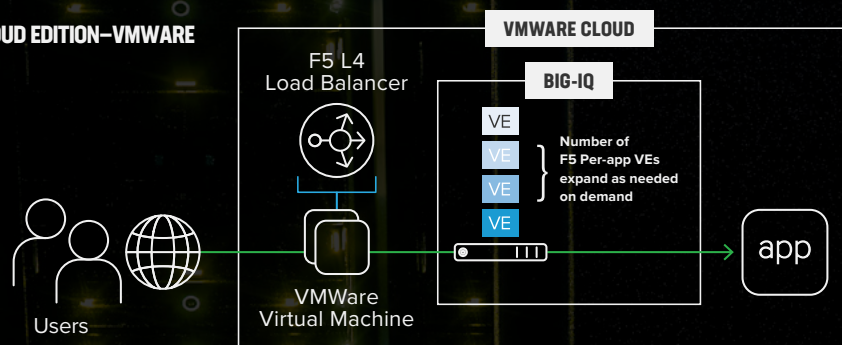 OUD EDITION–VMWARE
VMWARE CLOUD
F5 L4
Load Balancer
BIG-IQ
VE
VE
VE
VE
Number of
F5 Per-app VEs
expand as needed
on demand
app
VMWare
Virtual Machine
Users